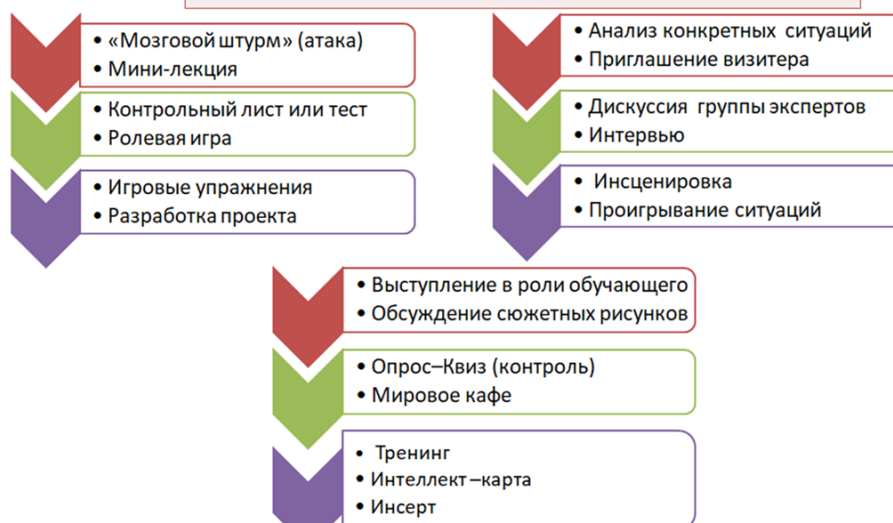 • «Мозговой штурм» (атака)
• Мини-лекция
• Контрольный лист или тест
• Ролевая игра
• Игровые упражнения
• Разработка проекта
• Анализ конкретных ситуаций
• Приглашение визитера
• Дискуссия группы экспертов
• Интервью
• Инсценировка
• Проигрывание ситуаций
• Выступление в роли обучающего
• Обсуждение сюжетных рисунков
• Опрос–Квиз (контроль)
• Мировое кафе
• Тренинг
• Интеллект –карта
• Инсерт